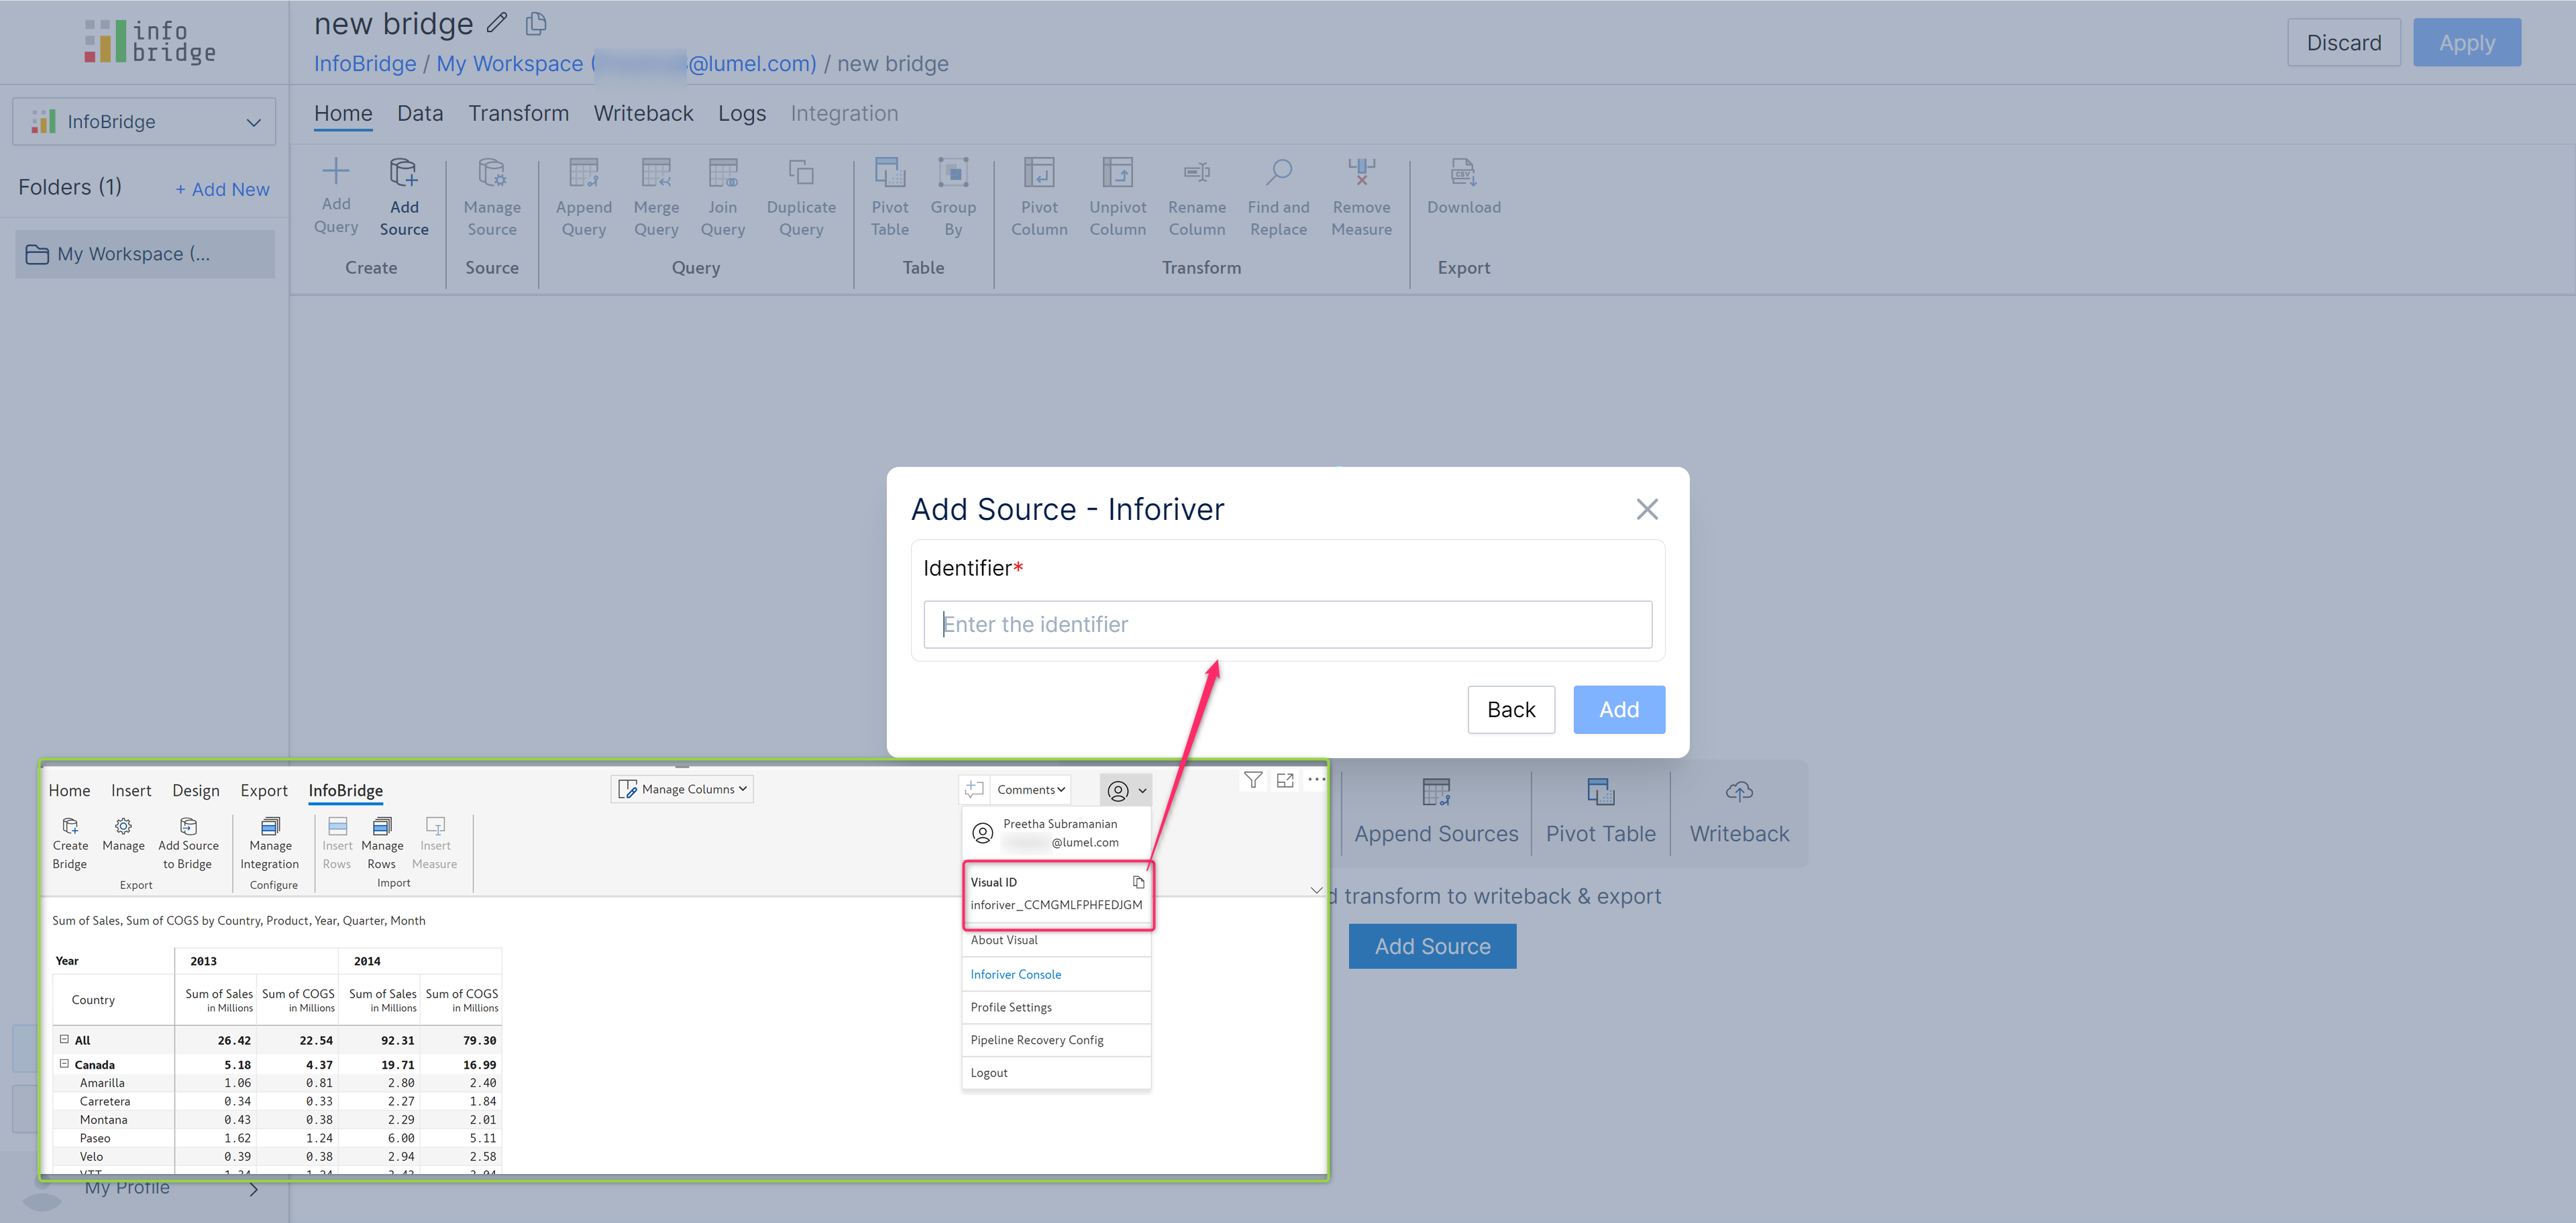 info
bridge
new bridge
InfoBridge / My Workspace ( @lumel.com) / new bridge
Discard
Apply
InfoBridge
Folders (1)
+ Add New
My Workspace (...
Home Data Transform Writeback Logs Integration
Add Query
Add Source
Create
Manage Source
Source
Append Query
Merge Query
Join Query
Duplicate Query
Query
Pivot Table
Group By
Table
Pivot Column
Unpivot Column
Rename Column
Find and Replace
Remove Measure
Transform
CSV
Download
Export
Add Source - Inforiver
Identifier*
Enter the identifier
Back
Add
Home Insert Design Export InfoBridge
Manage Columns
Comments
Create Bridge
Manage
Add Source to Bridge
Export
Manage Integration
Configure
Insert Rows
Manage Rows
Insert Measure
Import
Preetha Subramanian
@lumel.com
Visual ID
inforiver_CCMGMLFPHFEDJGM
About Visual
Inforiver Console
Profile Settings
Pipeline Recovery Config
Logout
Sum of Sales, Sum of COGS by Country, Product, Year, Quarter, Month
Year 2013 2014
Country Sum of Sales in Millions Sum of COGS in Millions Sum of Sales in Millions Sum of COGS in Millions
All 26.42 22.54 92.31 79.30
Canada 5.18 4.37 19.71 16.99
Amarilla 1.06 0.81 2.80 2.40
Carretera 0.34 0.33 2.27 1.84
Montana 0.43 0.38 2.29 2.01
Paseo 1.62 1.24 6.00 5.11
Velo 0.39 0.38 2.94 2.58
Append Sources
Pivot Table
Writeback
transform to writeback & export
Add Source
My Profile